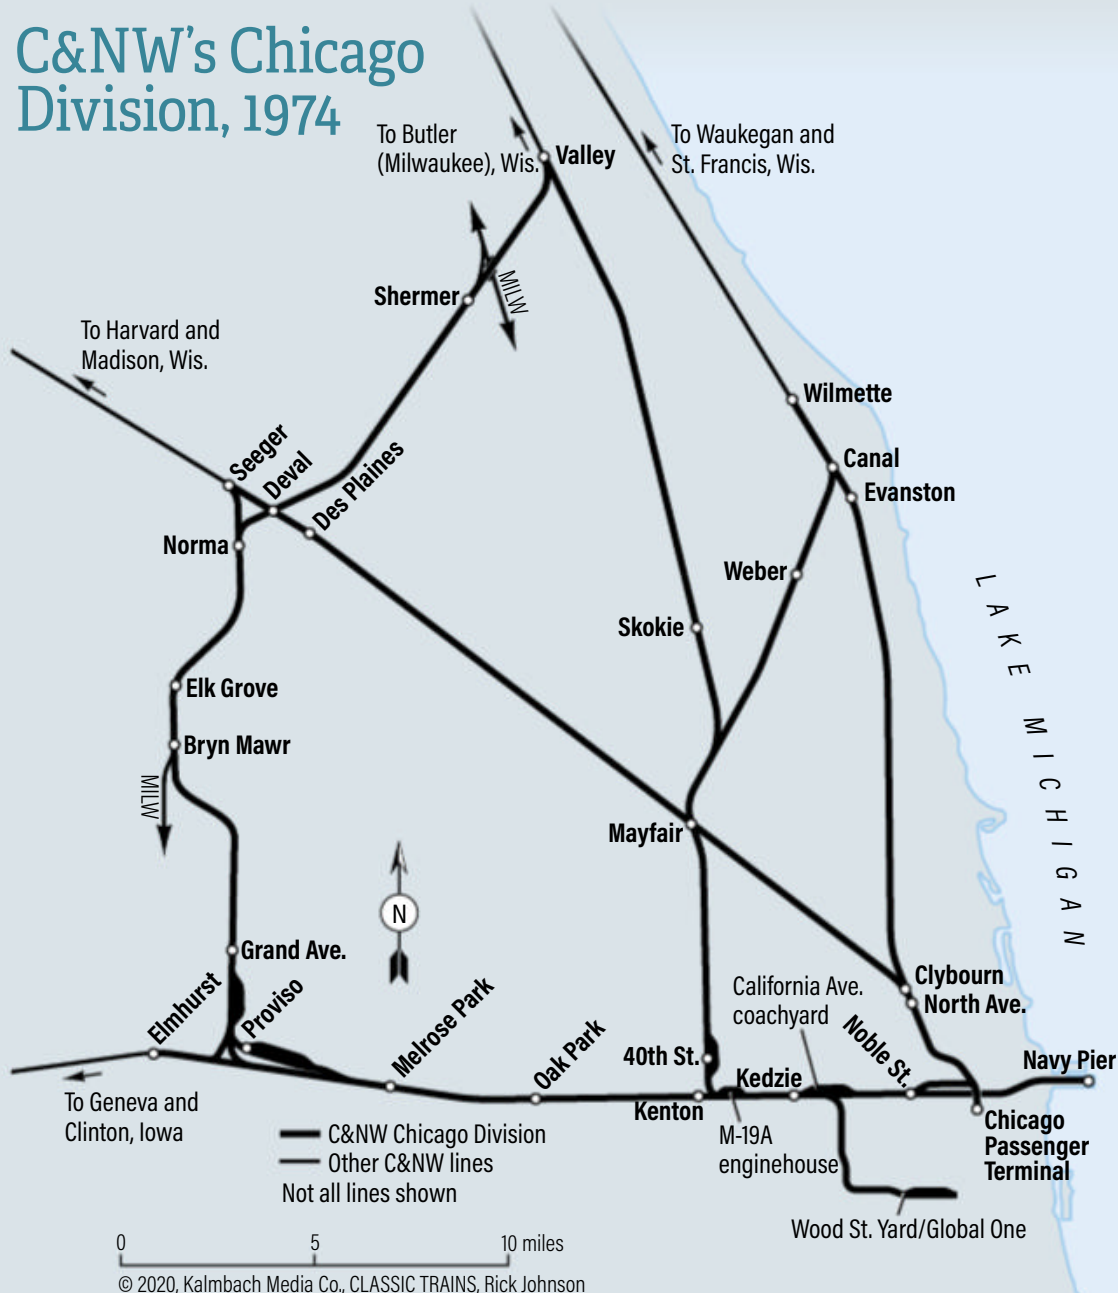 C&NW’s Chicago
Division, 1974
To Butler
(Milwaukee), Wis.
Valley
To Waukegan and
St. Francis, Wis.
MILW
Shermer
To Harvard and
Madison, Wis.
Wilmette
Seeger
Deval
Des Plaines
Canal
Evanston
Norma
Weber
Skokie
LAKE MICHIGAN
Elk Grove
Bryn Mawr
MILW
Mayfair
N
Grand Ave.
Elmhurst
Proviso
Melrose Park
Oak Park
California Ave.
coachyard
Clybourn
North Ave.
Noble St.
40th St.
Kedzie
Navy Pier
Kenton
To Geneva and
Clinton, Iowa
M-19A
enginehouse
Chicago
Passenger
Terminal
C&NW Chicago Division
Other C&NW lines
Not all lines shown
Wood St. Yard/Global One
0 5 10 miles
© 2020, Kalmbach Media Co., CLASSIC TRAINS, Rick Johnson